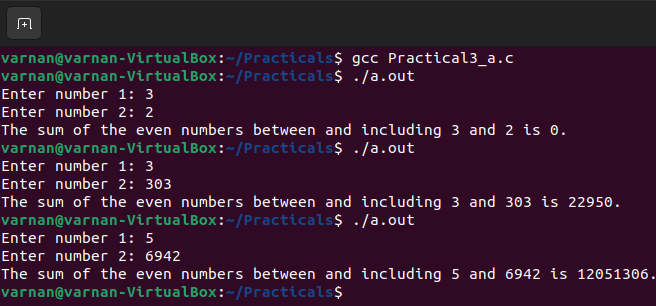 varnan@varnan-VirtualBox:~/Practicals$ gcc Practical3_a.c
varnan@varnan-VirtualBox:~/Practicals$ ./a.out
Enter number 1: 3
Enter number 2: 2
The sum of the even numbers between and including 3 and 2 is 0.
varnan@varnan-VirtualBox:~/Practicals$ ./a.out
Enter number 1: 3
Enter number 2: 303
The sum of the even numbers between and including 3 and 303 is 22950.
varnan@varnan-VirtualBox:~/Practicals$ ./a.out
Enter number 1: 5
Enter number 2: 6942
The sum of the even numbers between and including 5 and 6942 is 12051306.
varnan@varnan-VirtualBox:~/Practicals$